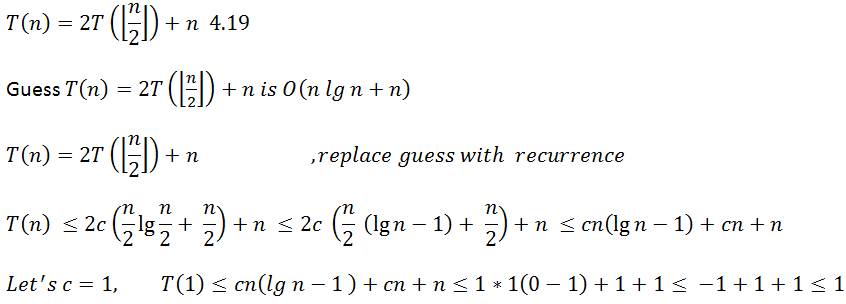 T(n) = 2T(⌊n/2⌋) + n 4.19
Guess T(n) = 2T(⌊n/2⌋) + n is O(n lg n + n)
T(n) = 2T(⌊n/2⌋) + n ,replace guess with recurrence
T(n) ≤ 2c(n/2 lg n/2 + n/2) + n ≤ 2c (n/2 (lg n − 1) + n/2) + n ≤ cn(lg n − 1) + cn + n
Let's c = 1, T(1) ≤ cn(lg n − 1 ) + cn + n ≤ 1 ∗ 1(0 − 1) + 1 + 1 ≤ −1 + 1 + 1 ≤ 1